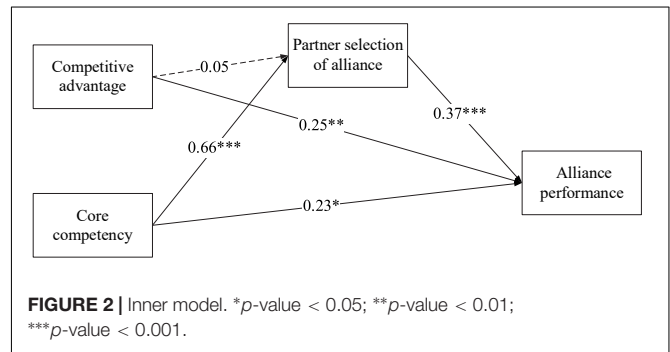 Partner selection
of alliance
Competitive
advantage
0.05
0.37***
0.25**
0.66***
Alliance
performance
Core
competency
0.23*
FIGURE 2 | Inner model. *p-value < 0.05; **p-value < 0.01;
***p-value < 0.001.